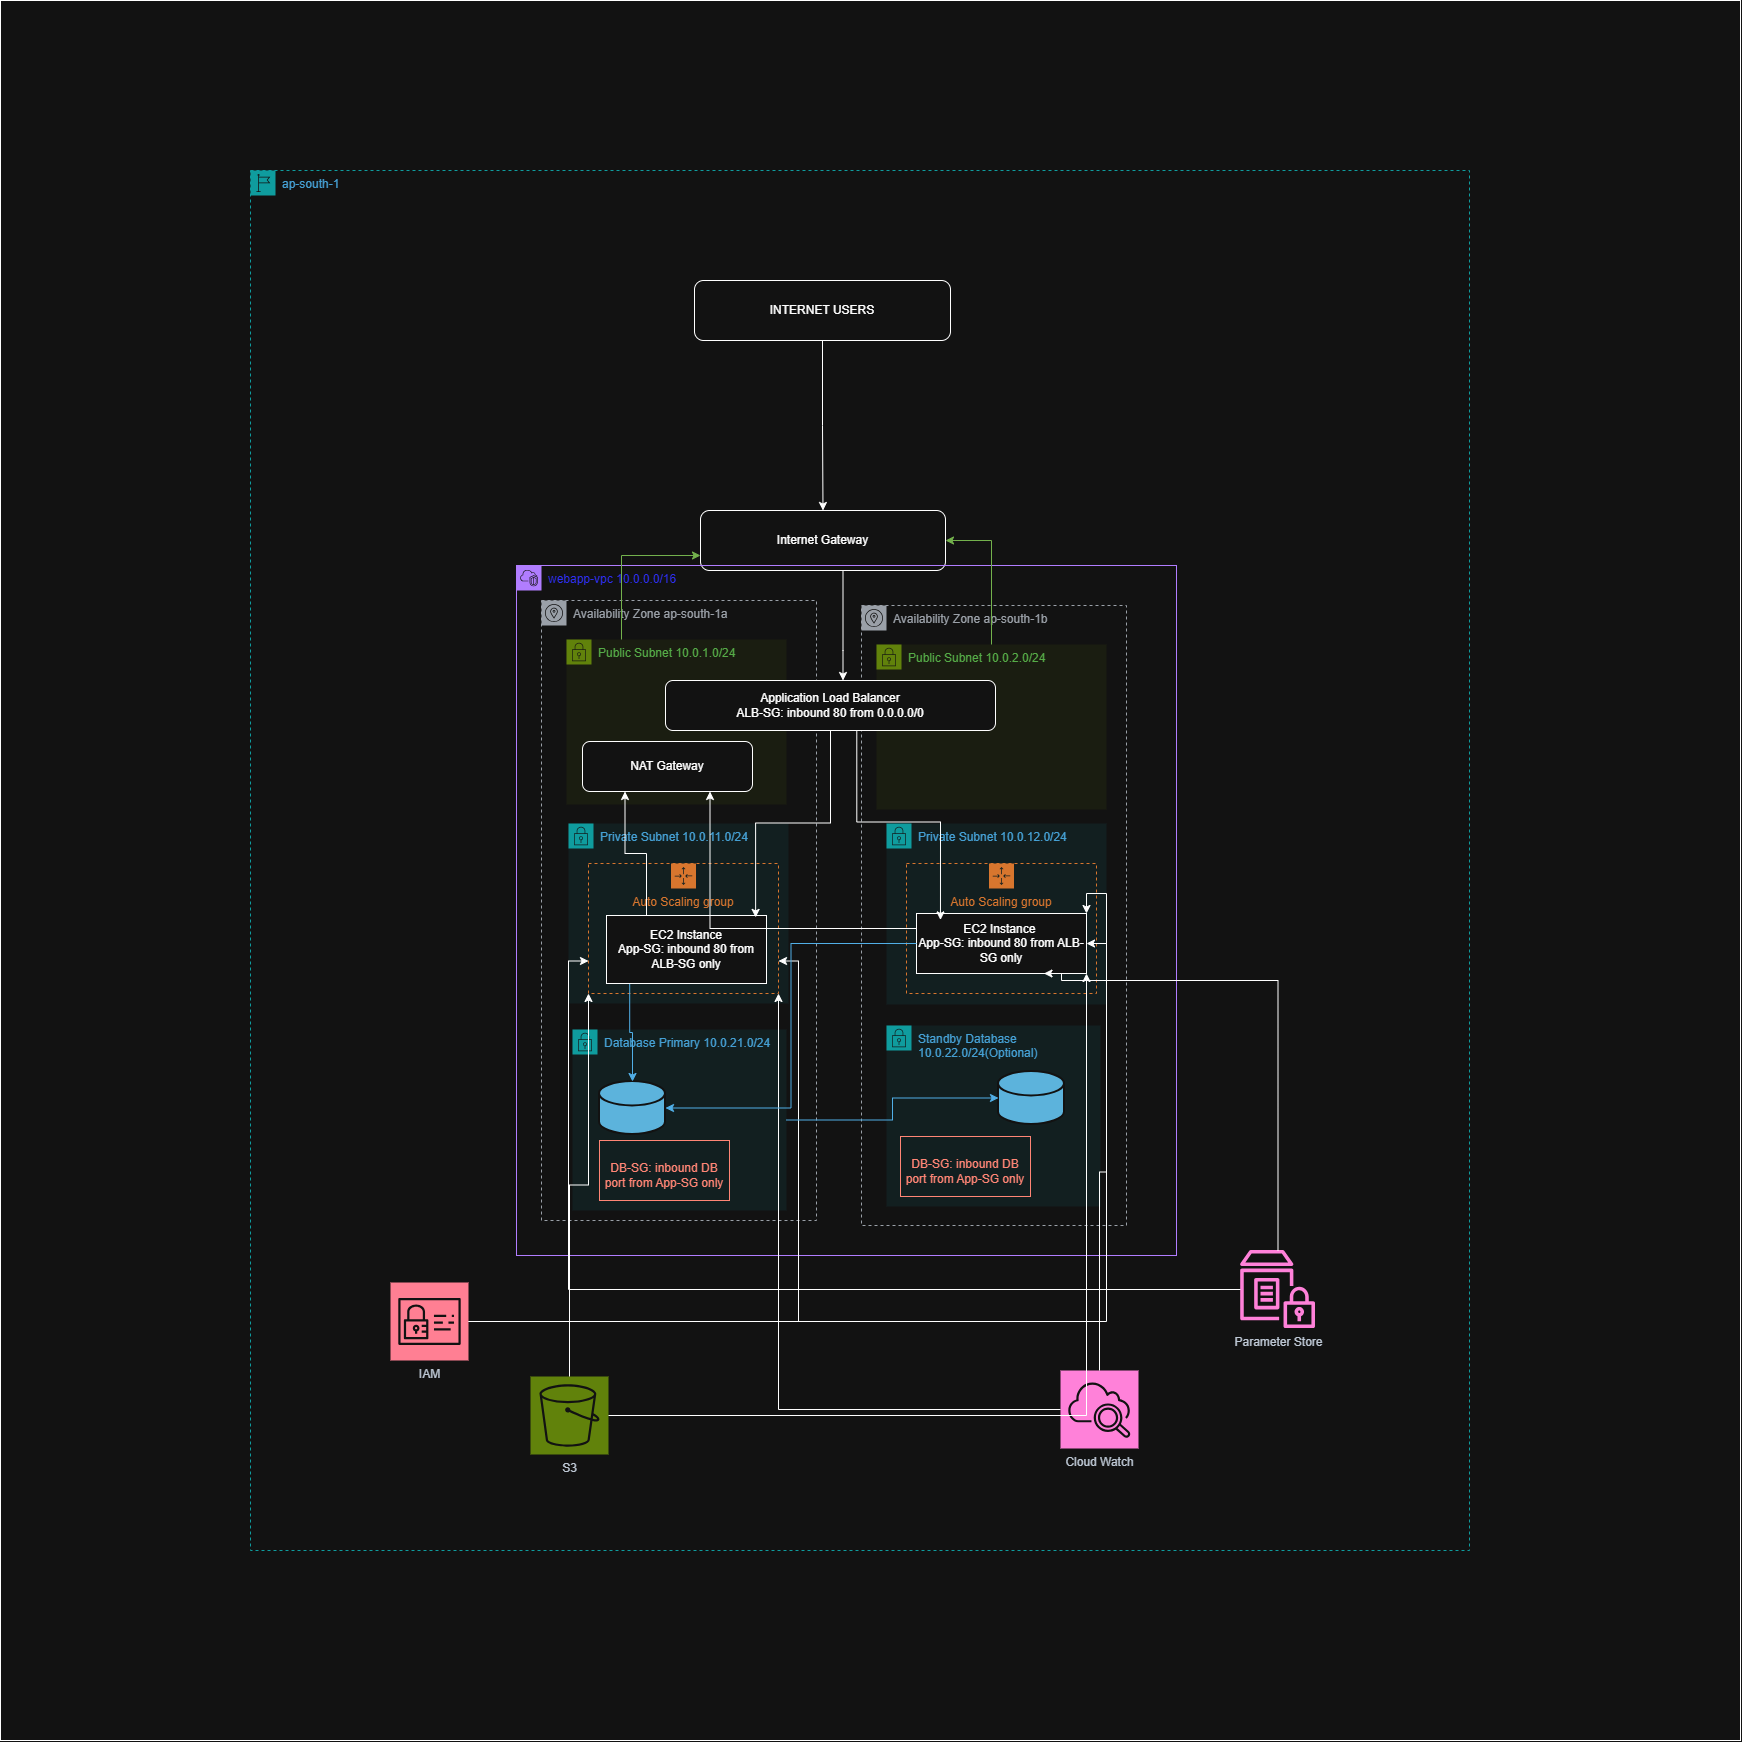 ap-south-1
INTERNET USERS
Internet Gateway
webapp-vpc 10.0.0.0/16
Availability Zone ap-south-1a
Availability Zone ap-south-1b
Public Subnet 10.0.1.0/24
Public Subnet 10.0.2.0/24
Application Load Balancer
ALB-SG: inbound 80 from 0.0.0.0/0
NAT Gateway
Private Subnet 10.0.11.0/24
Private Subnet 10.0.12.0/24
Auto Scaling group
Auto Scaling group
EC2 Instance
App-SG: inbound 80 from
ALB-SG only
EC2 Instance
App-SG: inbound 80 from ALB-
SG only
Database Primary 10.0.21.0/24
Standby Database
10.0.22.0/24(Optional)
DB-SG: inbound DB
port from App-SG only
DB-SG: inbound DB
port from App-SG only
Parameter Store
IAM
Cloud Watch
S3